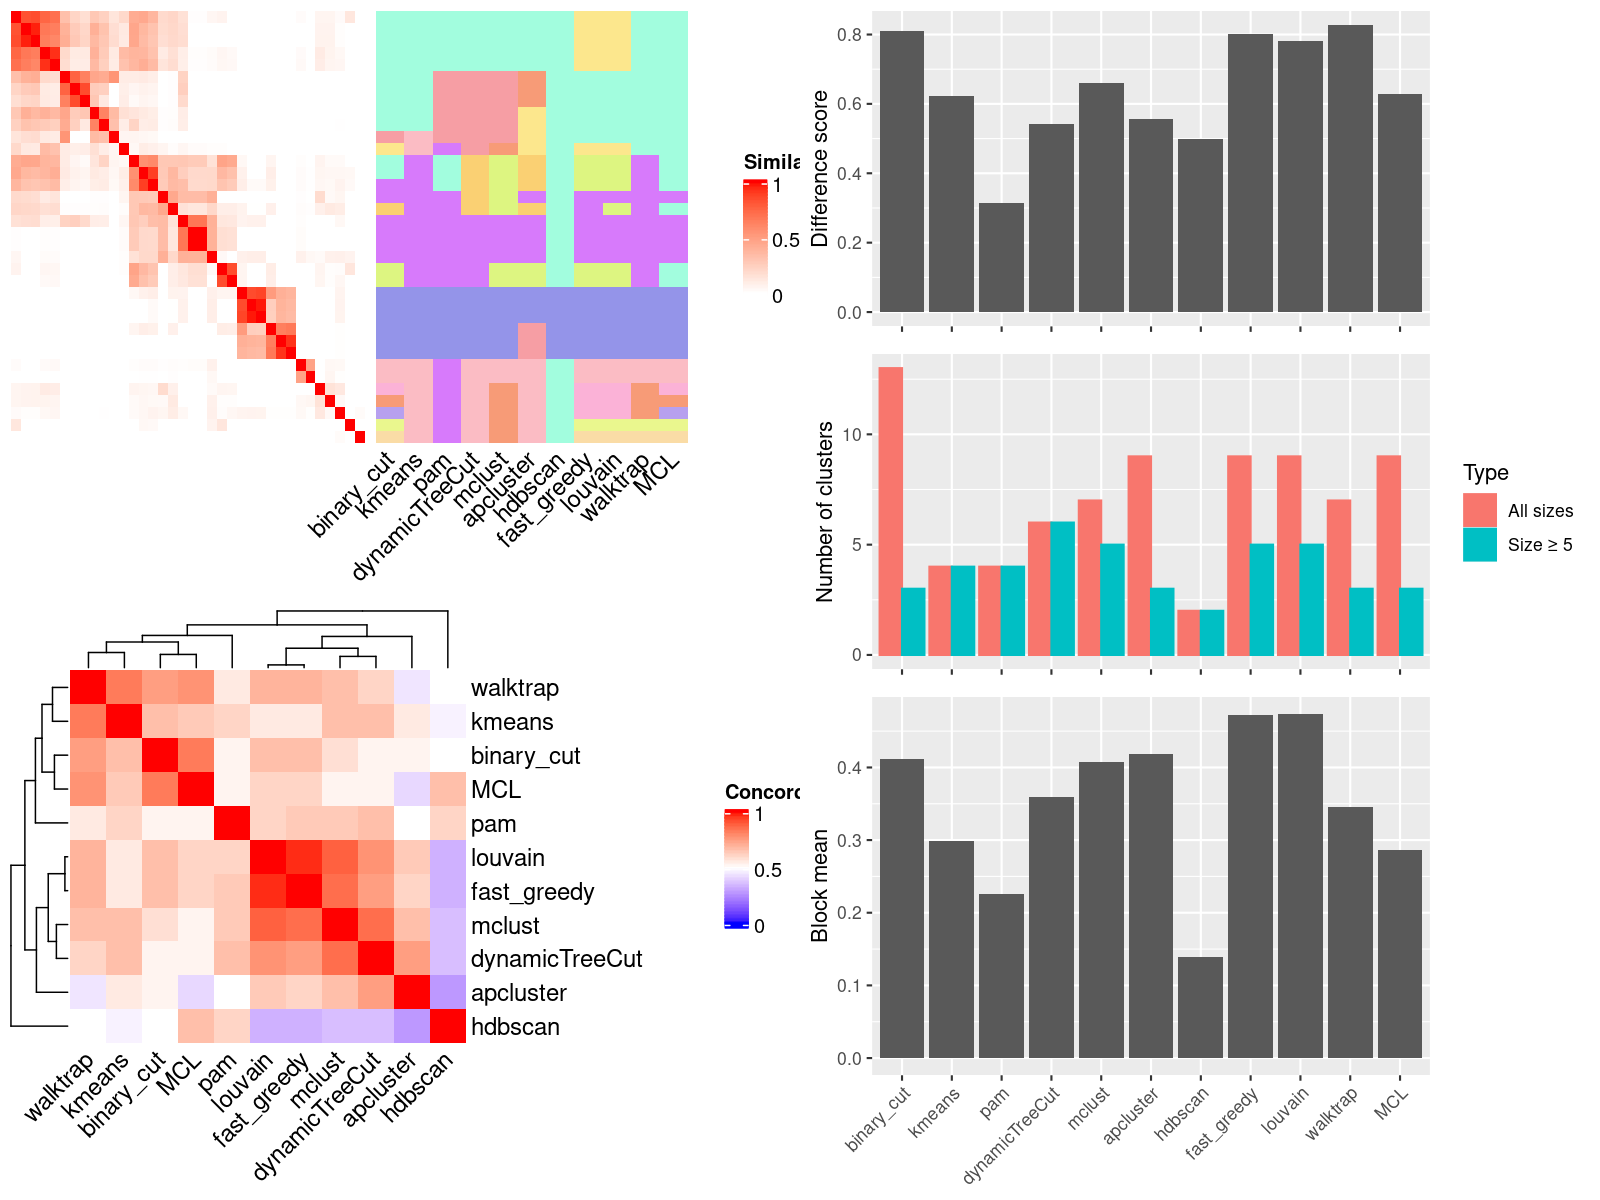 Simila
1
0.5
0
binary_cut
kmeans
pam
dynamicTreeCut
mclust
apcluster
hdbscan
fast_greedy
louvain
walktrap
MCL
walktrap
kmeans
binary_cut
MCL
pam
louvain
fast_greedy
mclust
dynamicTreeCut
apcluster
hdbscan
Concord
1
0.5
0
walktrap
kmeans
binary_cut
MCL
pam
louvain
fast_greedy
mclust
dynamicTreeCut
apcluster
hdbscan
Difference score
0.8
0.6
0.4
0.2
0.0
Number of clusters
10
5
0
Type
All sizes
Size ≥ 5
Block mean
0.4
0.3
0.2
0.1
0.0
binary_cut
kmeans
pam
dynamicTreeCut
mclust
apcluster
hdbscan
fast_greedy
louvain
walktrap
MCL